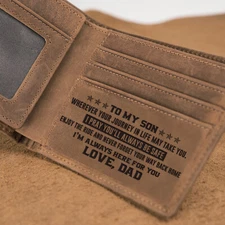 ★★★ TO MY SON ★★★
WHEREVER YOUR JOURNEY IN LIFE MAY TAKE YOU,
I PRAY YOU'LL ALWAYS BE SAFE
ENJOY THE RIDE AND NEVER FORGET YOUR WAY BACK HOME
I'M ALWAYS HERE FOR YOU
LOVE, DAD